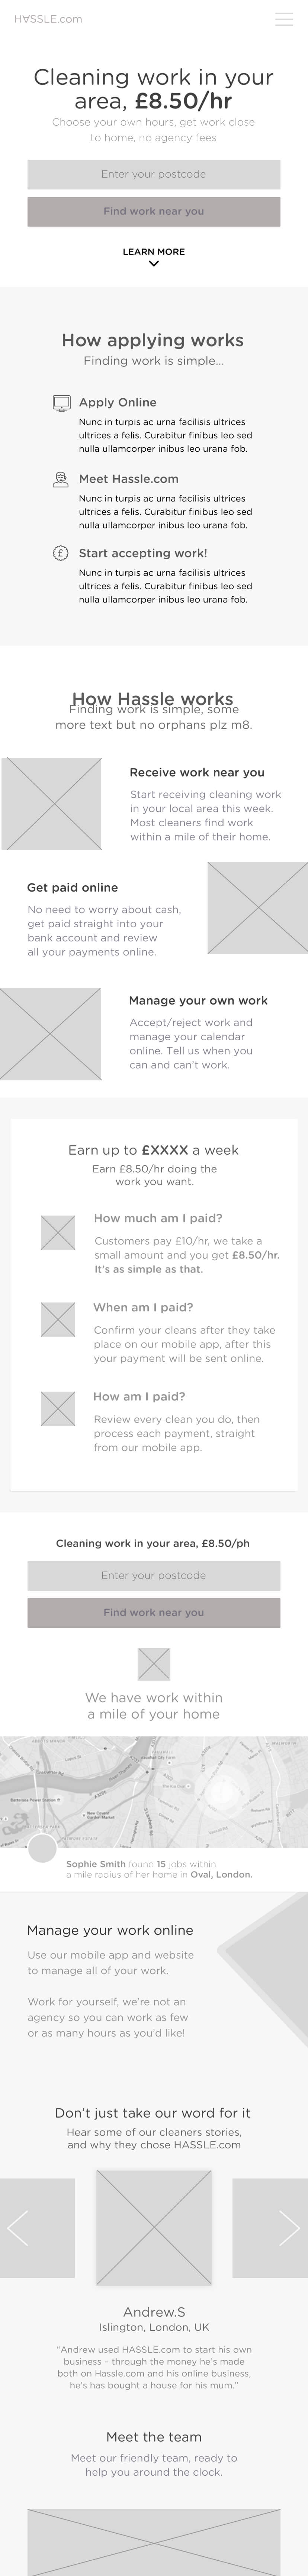 HASSLE.com
Cleaning work in your
area, £8.50/hr
Choose your own hours, get work close
to home, no agency fees
Enter your postcode
Find work near you
LEARN MORE
How applying works
Finding work is simple...
Apply Online
Nunc in turpis ac urna facilisis ultrices
ultrices a felis. Curabitur finibus leo sed
nulla ullamcorper inibus leo urana fob.
Meet Hassle.com
Nunc in turpis ac urna facilisis ultrices
ultrices a felis. Curabitur finibus leo sed
nulla ullamcorper inibus leo urana fob.
£ Start accepting work!
Nunc in turpis ac urna facilisis ultrices
ultrices a felis. Curabitur finibus leo sed
nulla ullamcorper inibus leo urana fob.
How Hassle works
Finding work is simple, some
more text but no orphans plz m8.
Receive work near you
Start receiving cleaning work
in your local area this week.
Most cleaners find work
within a mile of their home.
Get paid online
No need to worry about cash,
get paid straight into your
bank account and review
all your payments online.
Manage your own work
Accept/reject work and
manage your calendar
online. Tell us when you
can and can't work.
Earn up to £XXXX a week
Earn £8.50/hr doing the
work you want.
How much am I paid?
Customers pay £10/hr, we take a
small amount and you get £8.50/hr.
It's as simple as that.
When am I paid?
Confirm your cleans after they take
place on our mobile app, after this
your payment will be sent online.
How am I paid?
Review every clean you do, then
process each payment, straight
from our mobile app.
Cleaning work in your area, £8.50/ph
Enter your postcode
Find work near you
We have work within
a mile of your home
Battersea Power Station
New Covent
Garden Market
A3205
Sophie Smith found 15 jobs within
a mile radius of her home in Oval, London.
Manage your work online
Use our mobile app and website
to manage all of your work.
Work for yourself, we're not an
agency so you can work as few
or as many hours as you'd like!
Don't just take our word for it
Hear some of our cleaners stories,
and why they chose HASSLE.com
Andrew.S
Islington, London, UK
“Andrew used HASSLE.com to start his own
business – through the money he's made
both on Hassle.com and his online business,
he's has bought a house for his mum.”
Meet the team
Meet our friendly team, ready to
help you around the clock.